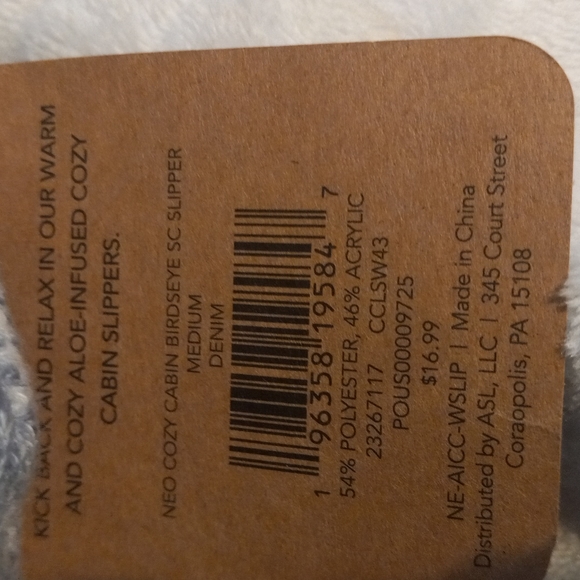 KICK BACK AND RELAX IN OUR WARM
AND COZY ALOE-INFUSED COZY
CABIN SLIPPERS.
NEO COZY CABIN BIRDSEYE SC SLIPPER
MEDIUM
DENIM
1 96358 19584 7
54% POLYESTER, 46% ACRYLIC
23267117 CCLSW43
POUS00009725
$16.99
NE-AICC-WSLIP | Made in China
Distributed by ASL, LLC | 345 Court Street
Coraopolis, PA 15108